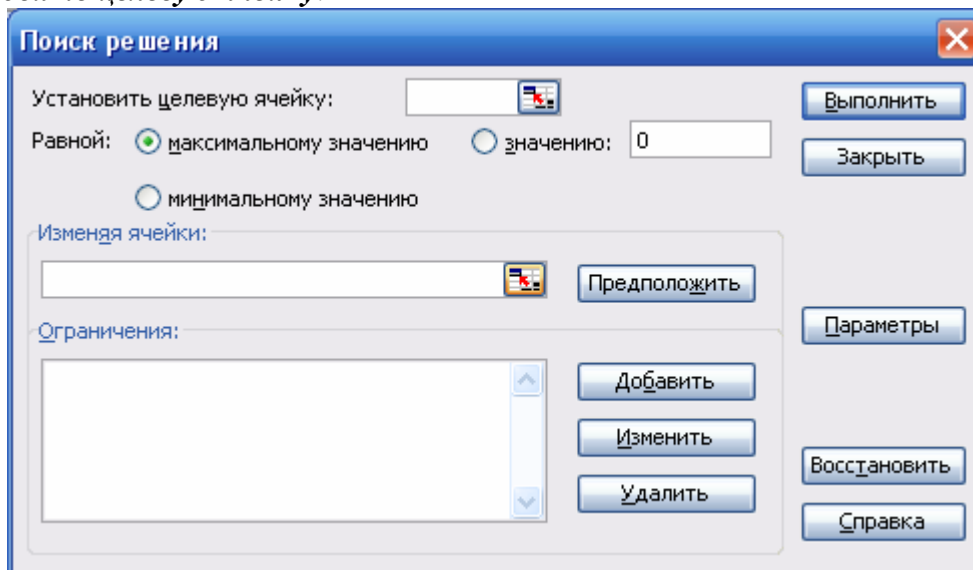 Поиск решения
Установить целевую ячейку:
Выполнить
Равной: максимальному значению значению: 0
Закрыть
минимальному значению
Изменяя ячейки:
Предположить
Параметры
Ограничения:
Добавить
Изменить
Восстановить
Удалить
Справка